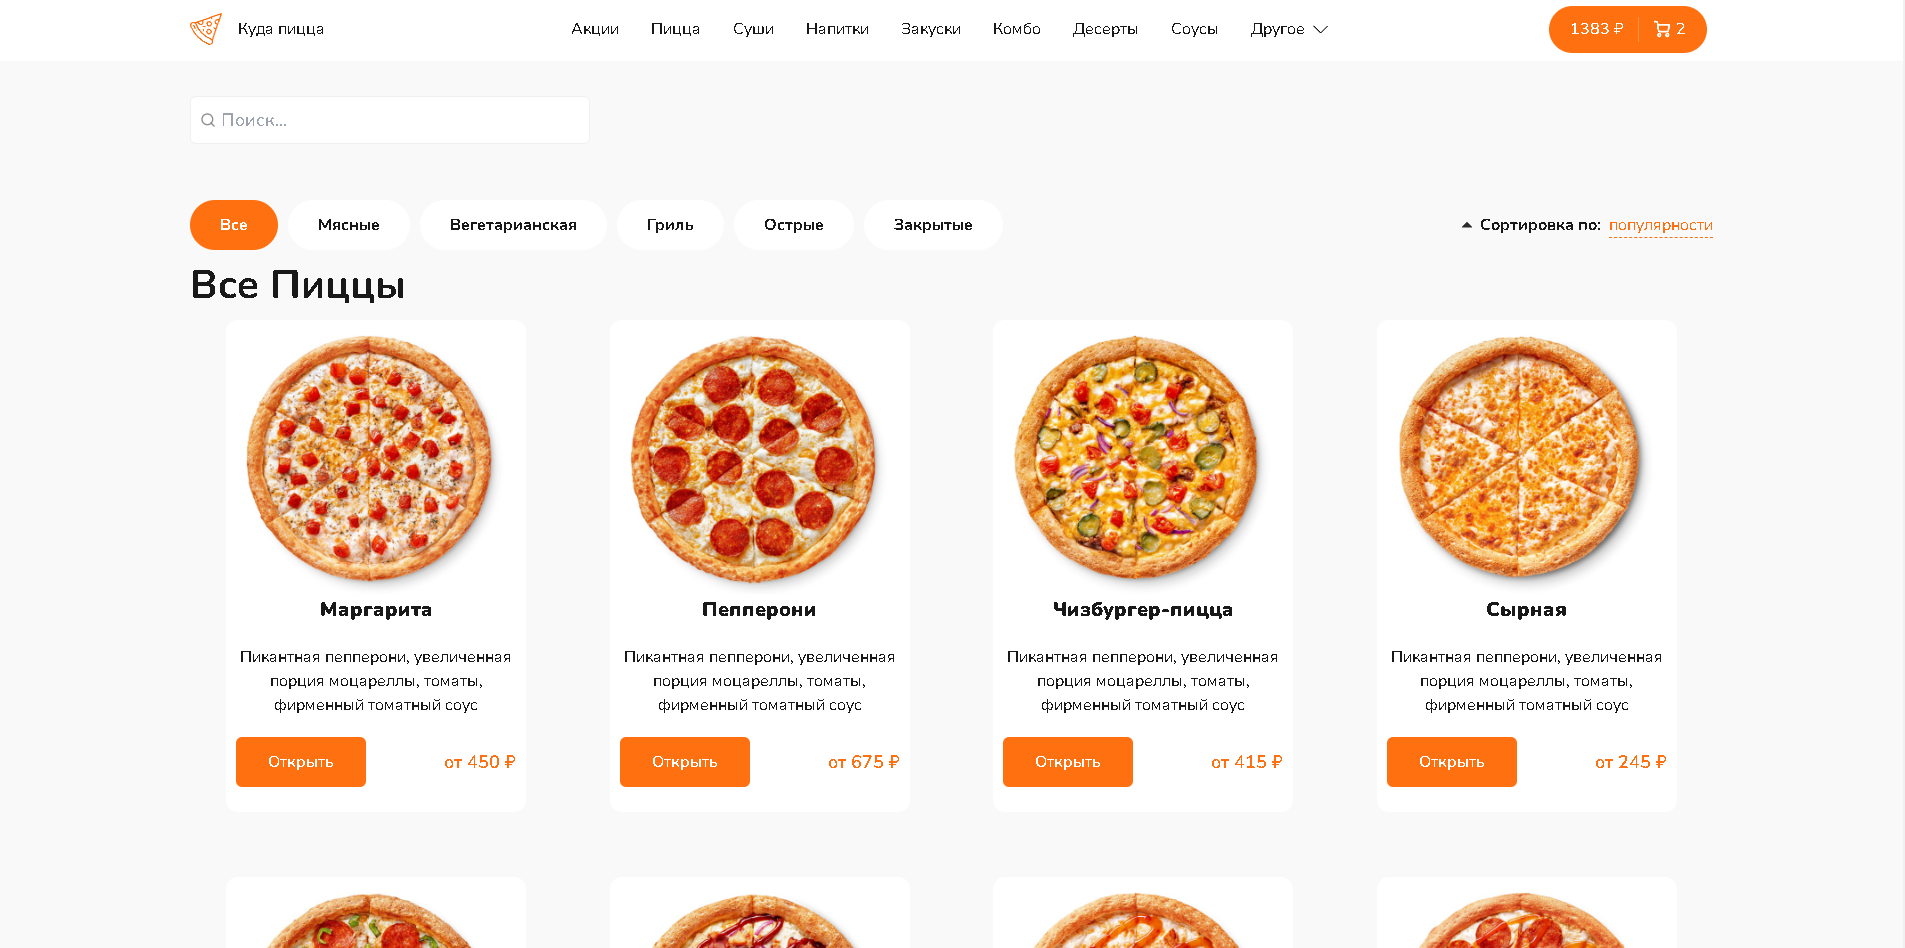 Куда пицца
Акции Пицца Суши Напитки Закуски Комбо Десерты Соусы Другое
1383 ₽ 2
Поиск...
Все Мясные Вегетарианская Гриль Острые Закрытые
Сортировка по: популярности
Все Пиццы
Маргарита
Пикантная пепперони, увеличенная
порция моцареллы, томаты,
фирменный томатный соус
Открыть от 450 ₽
Пепперони
Пикантная пепперони, увеличенная
порция моцареллы, томаты,
фирменный томатный соус
Открыть от 675 ₽
Чизбургер-пицца
Пикантная пепперони, увеличенная
порция моцареллы, томаты,
фирменный томатный соус
Открыть от 415 ₽
Сырная
Пикантная пепперони, увеличенная
порция моцареллы, томаты,
фирменный томатный соус
Открыть от 245 ₽